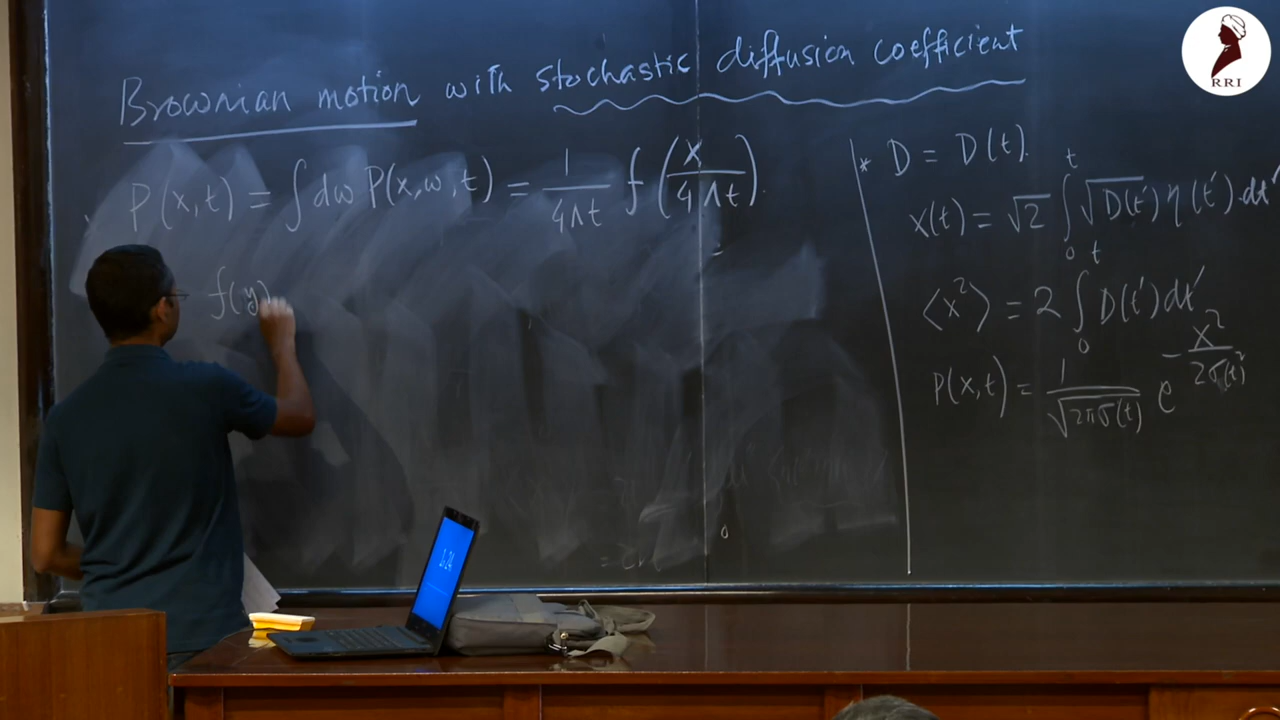 Brownian motion with stochastic diffusion coefficient
P(x,t) = ∫dω P(x,ω,t) = 1/(4Λt) f(x/(4Λt)).
f(y)
* D = D(t).
x(t) = √2 ∫₀ᵗ √D(t′) η(t′) dt′
⟨x²⟩ = 2 ∫₀ᵗ D(t′)dt′
P(x,t) = 1/√(2πσ(t)) e^(-x²/(2σ(t)²))
RRI